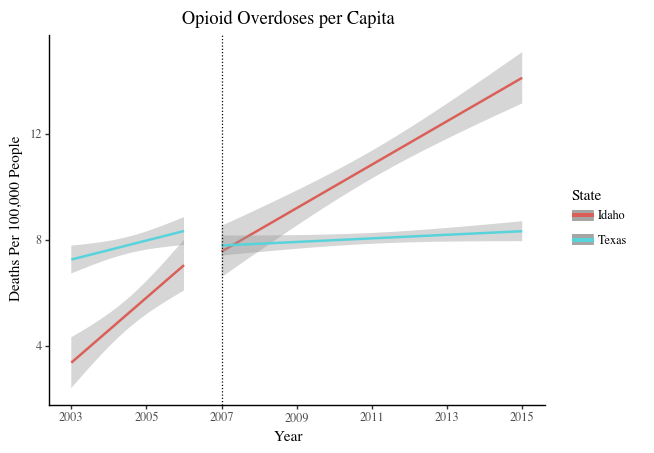 Opioid Overdoses per Capita
Deaths Per 100,000 People
12
8
4
2003 2005 2007 2009 2011 2013 2015
Year
State
Idaho
Texas